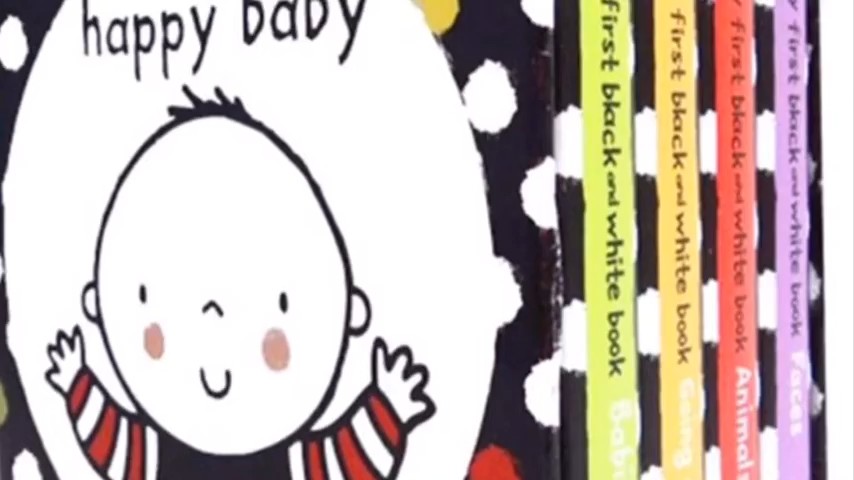 happy baby
first black and white book Baby
first black and white book Going
y first black and white book Animals
y first black and white book Faces